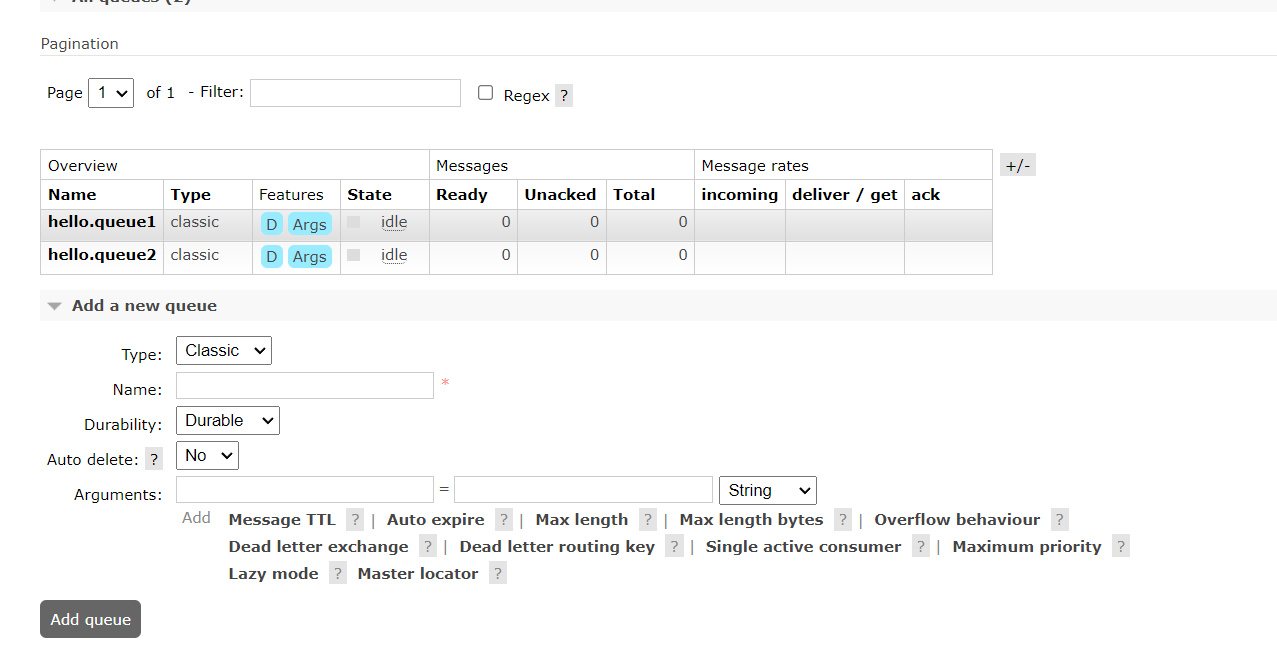 All queues (2)
Pagination
Page 1 of 1 - Filter: Regex ?
Overview Messages Message rates +/-
Name Type Features State Ready Unacked Total incoming deliver / get ack
hello.queue1 classic D Args idle 0 0 0
hello.queue2 classic D Args idle 0 0 0
Add a new queue
Type: Classic
Name: *
Durability: Durable
Auto delete: ? No
Arguments: = String
Add Message TTL ? | Auto expire ? | Max length ? | Max length bytes ? | Overflow behaviour ?
Dead letter exchange ? | Dead letter routing key ? | Single active consumer ? | Maximum priority ?
Lazy mode ? Master locator ?
Add queue